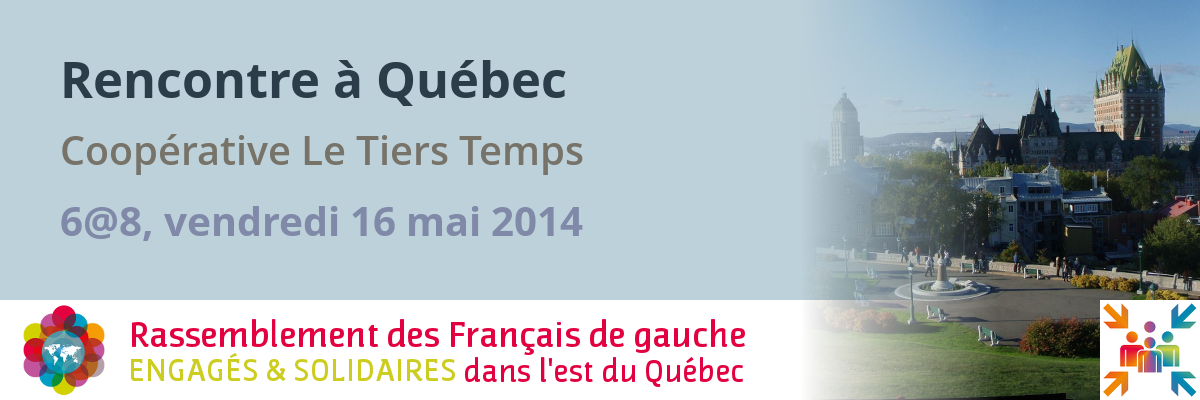 Rencontre à Québec
Coopérative Le Tiers Temps
6@8, vendredi 16 mai 2014
Rassemblement des Français de gauche
ENGAGÉS & SOLIDAIRES dans l'est du Québec